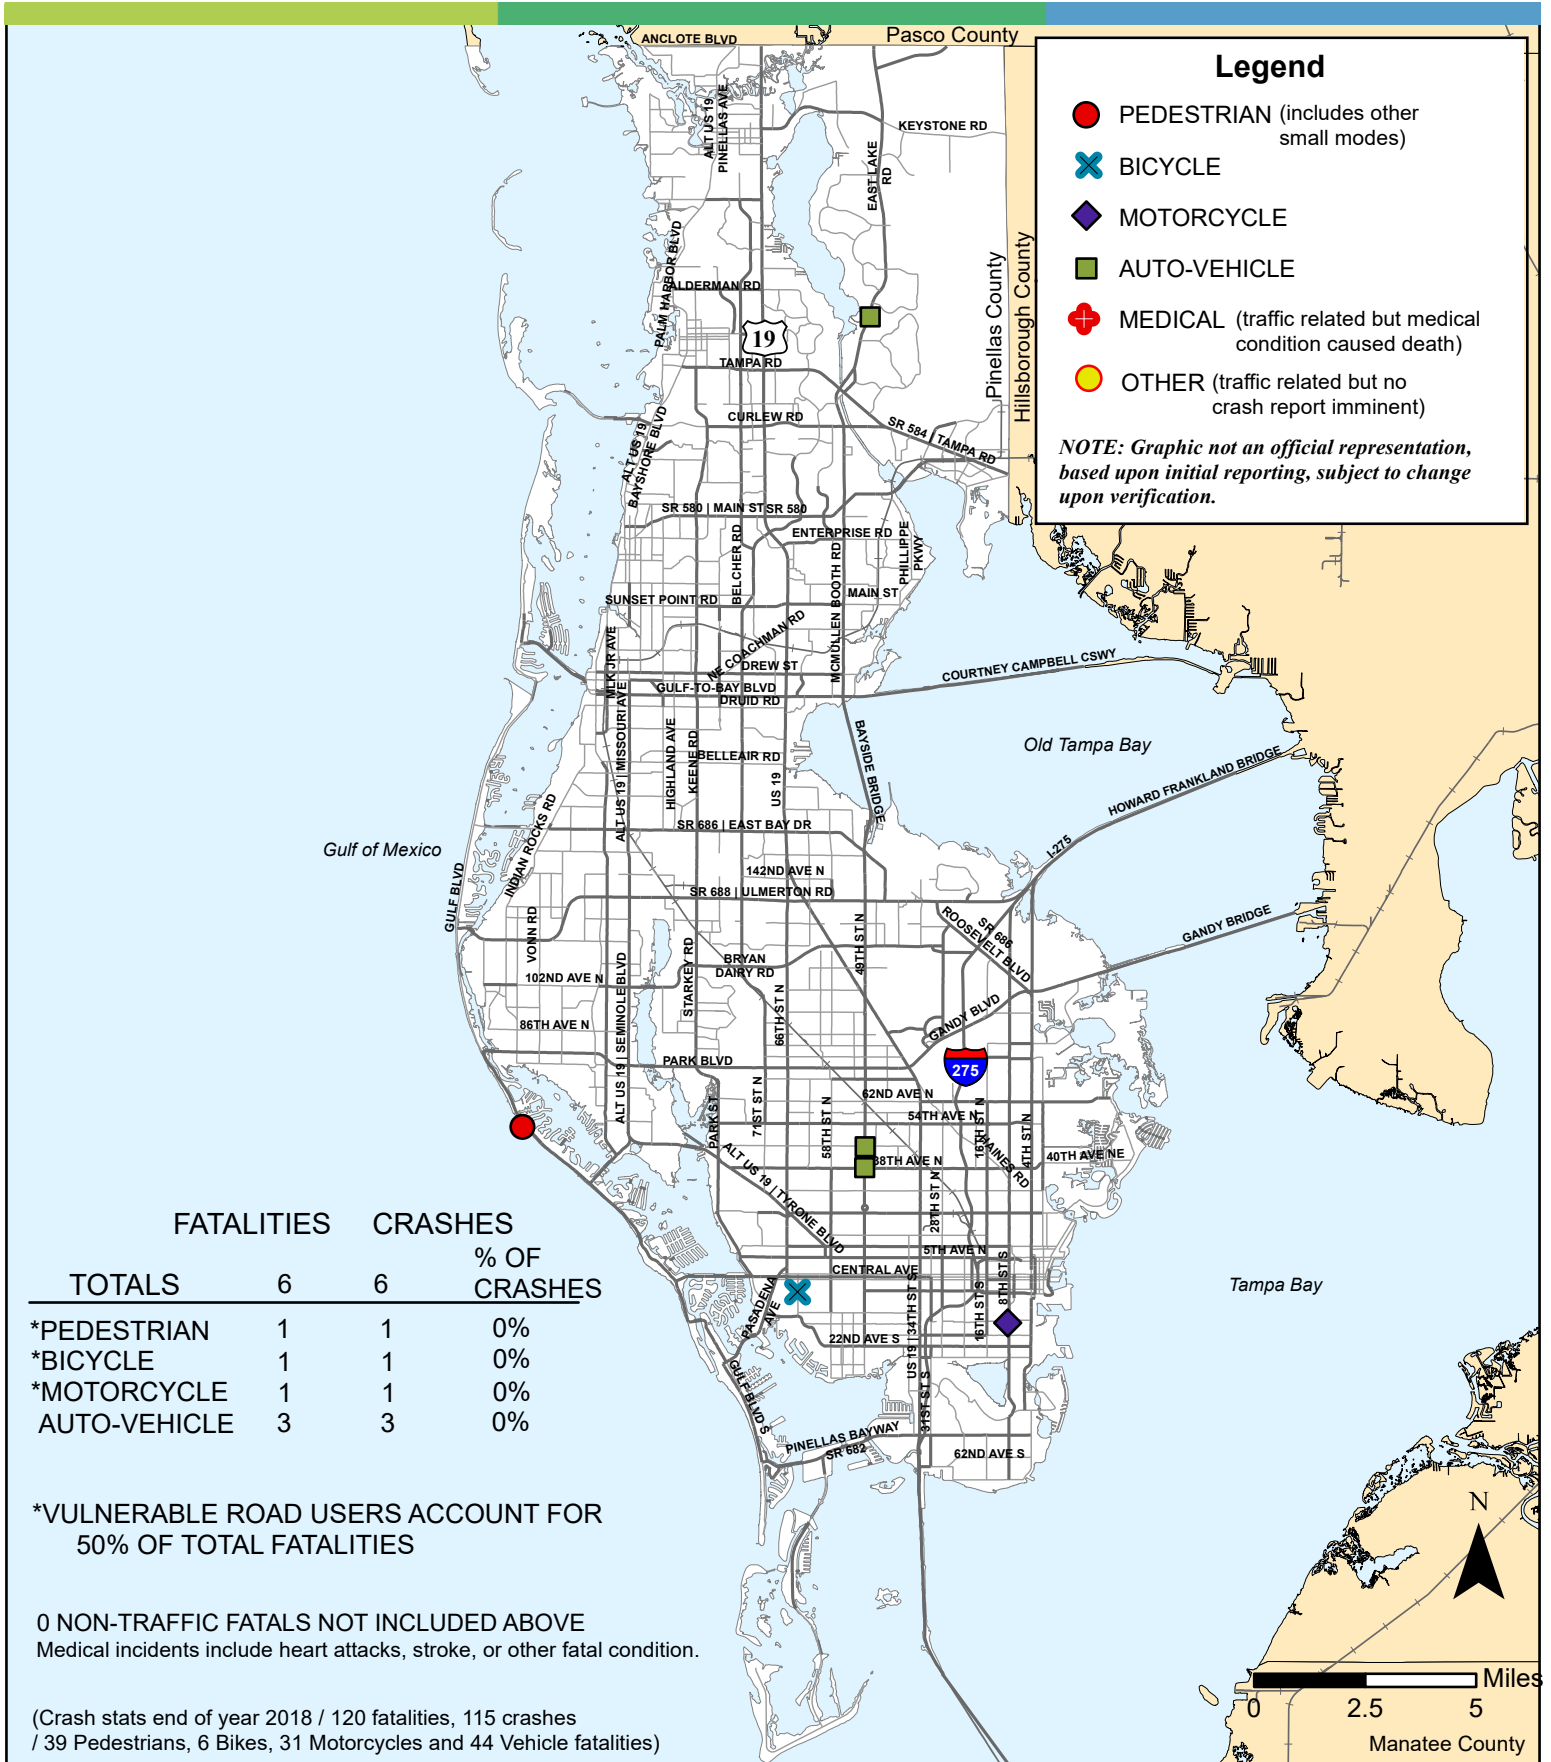 Pasco County
ANCLOTE BLVD
Legend
PEDESTRIAN (includes other
small modes)
BICYCLE
MOTORCYCLE
AUTO-VEHICLE
MEDICAL (traffic related but medical
condition caused death)
OTHER (traffic related but no
crash report imminent)
NOTE: Graphic not an official representation,
based upon initial reporting, subject to change
upon verification.
ALT US 19
PINELLAS AVE
KEYSTONE RD
EAST LAKE
RD
Pinellas County
Hillsborough County
PALM HARBOR BLVD
ALDERMAN RD
19
TAMPA RD
CURLEW RD
SR 584 / TAMPA RD
ALT US 19
BAYSHORE BLVD
SR 580 | MAIN ST
SR 580
ENTERPRISE RD
BELCHER RD
MCMULLEN BOOTH RD
PHILLIPPE
PKWY
MAIN ST
SUNSET POINT RD
NE COACHMAN RD
MLK JR AVE
DREW ST
GULF-TO-BAY BLVD
DRUID RD
COURTNEY CAMPBELL CSWY
ALT US 19 | MISSOURI AVE
HIGHLAND AVE
KEENE RD
BELLEAIR RD
US 19
BAYSIDE BRIDGE
Old Tampa Bay
HOWARD FRANKLAND BRIDGE
I-275
SR 686 | EAST BAY DR
Gulf of Mexico
INDIAN ROCKS RD
GULF BLVD
142ND AVE N
SR 688 | ULMERTON RD
VONN RD
49TH ST N
SR 686
ROOSEVELT BLVD
GANDY BRIDGE
STARKEY RD
BRYAN
DAIRY RD
102ND AVE N
66TH ST N
GANDY BLVD
86TH AVE N
ALT US 19 | SEMINOLE BLVD
PARK BLVD
275
62ND AVE N
54TH AVE N
71ST ST N
58TH ST N
PARK ST
16TH ST N
HAINES RD
4TH ST N
40TH AVE NE
38TH AVE N
28TH ST N
ALT US 19 | TYRONE BLVD
5TH AVE N
CENTRAL AVE
PASADENA
AVE
22ND AVE S
US 19 | 34TH ST S
16TH ST S
8TH ST S
31ST ST S
GULF BLVD S
PINELLAS BAYWAY
SR 682
62ND AVE S
Tampa Bay
FATALITIES CRASHES
TOTALS 6 6 % OF
CRASHES
*PEDESTRIAN 1 1 0%
*BICYCLE 1 1 0%
*MOTORCYCLE 1 1 0%
AUTO-VEHICLE 3 3 0%
*VULNERABLE ROAD USERS ACCOUNT FOR
50% OF TOTAL FATALITIES
0 NON-TRAFFIC FATALS NOT INCLUDED ABOVE
Medical incidents include heart attacks, stroke, or other fatal condition.
(Crash stats end of year 2018 / 120 fatalities, 115 crashes
/ 39 Pedestrians, 6 Bikes, 31 Motorcycles and 44 Vehicle fatalities)
N
Miles
0 2.5 5
Manatee County